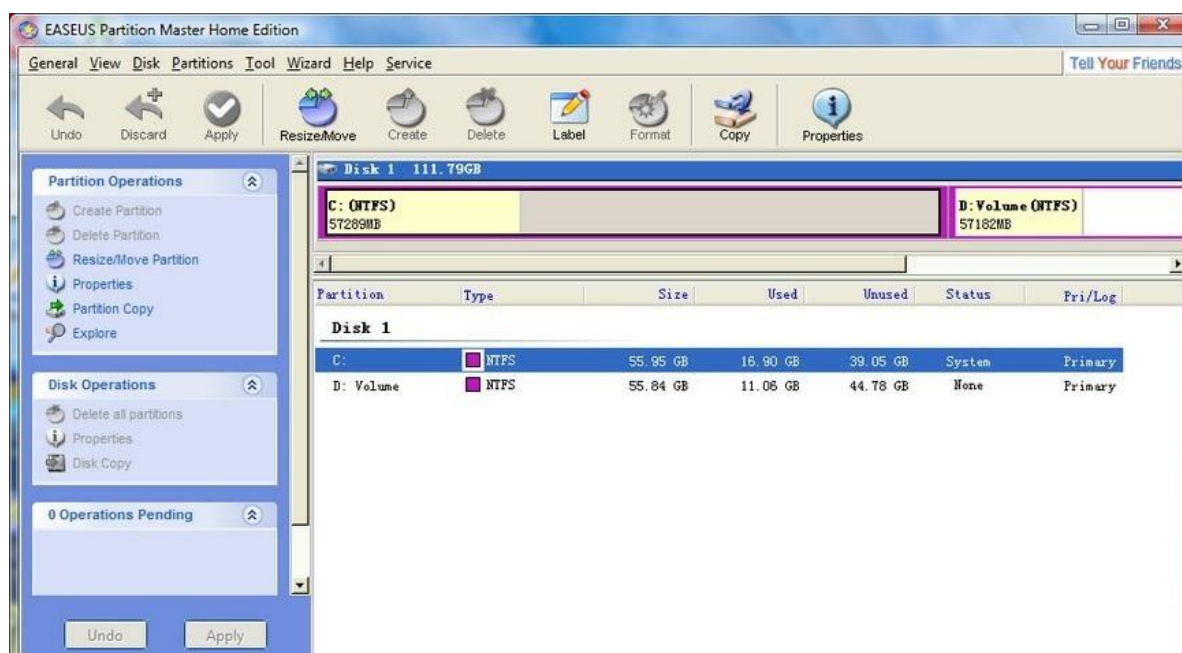 EASEUS Partition Master Home Edition
General View Disk Partitions Tool Wizard Help Service
Tell Your Friends
Undo Discard Apply Resize/Move Create Delete Label Format Copy Properties
Partition Operations
Create Partition
Delete Partition
Resize/Move Partition
Properties
Partition Copy
Explore
Disk Operations
Delete all partitions
Properties
Disk Copy
0 Operations Pending
Undo Apply
Disk 1 111.79GB
C: (NTFS)
57289MB
D: Volume (NTFS)
57182MB
Partition Type Size Used Unused Status Pri/Log
Disk 1
C: NTFS 55.95 GB 16.90 GB 39.05 GB System Primary
D: Volume NTFS 55.84 GB 11.06 GB 44.78 GB None Primary